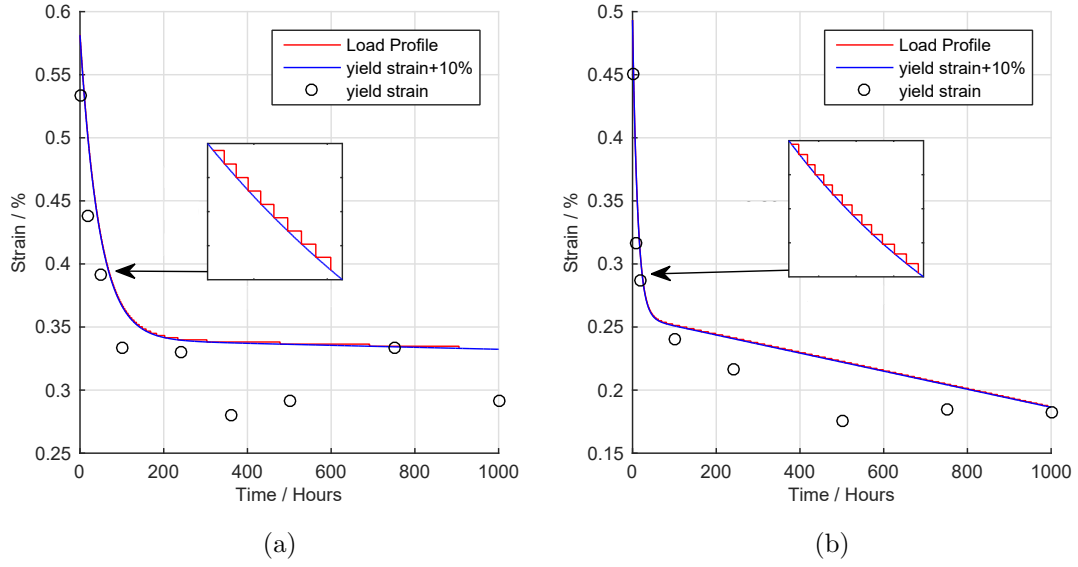 0.6
0.55
0.5
0.45
0.4
0.35
0.3
0.25
Strain / %
0 200 400 600 800 1000
Time / Hours
Load Profile
yield strain+10%
yield strain
(a)
0.5
0.45
0.4
0.35
0.3
0.25
0.2
0.15
Strain / %
0 200 400 600 800 1000
Time / Hours
Load Profile
yield strain+10%
yield strain
(b)